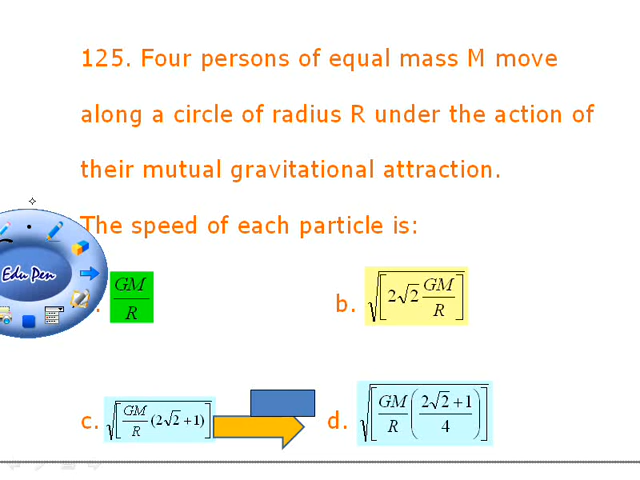 125. Four persons of equal mass M move
along a circle of radius R under the action of
their mutual gravitational attraction.
The speed of each particle is:
Edu Pen
. GM/R b. √[2√2 GM/R]
c. √[GM/R (2√2+1)] d. √[GM/R ((2√2+1)/4)]